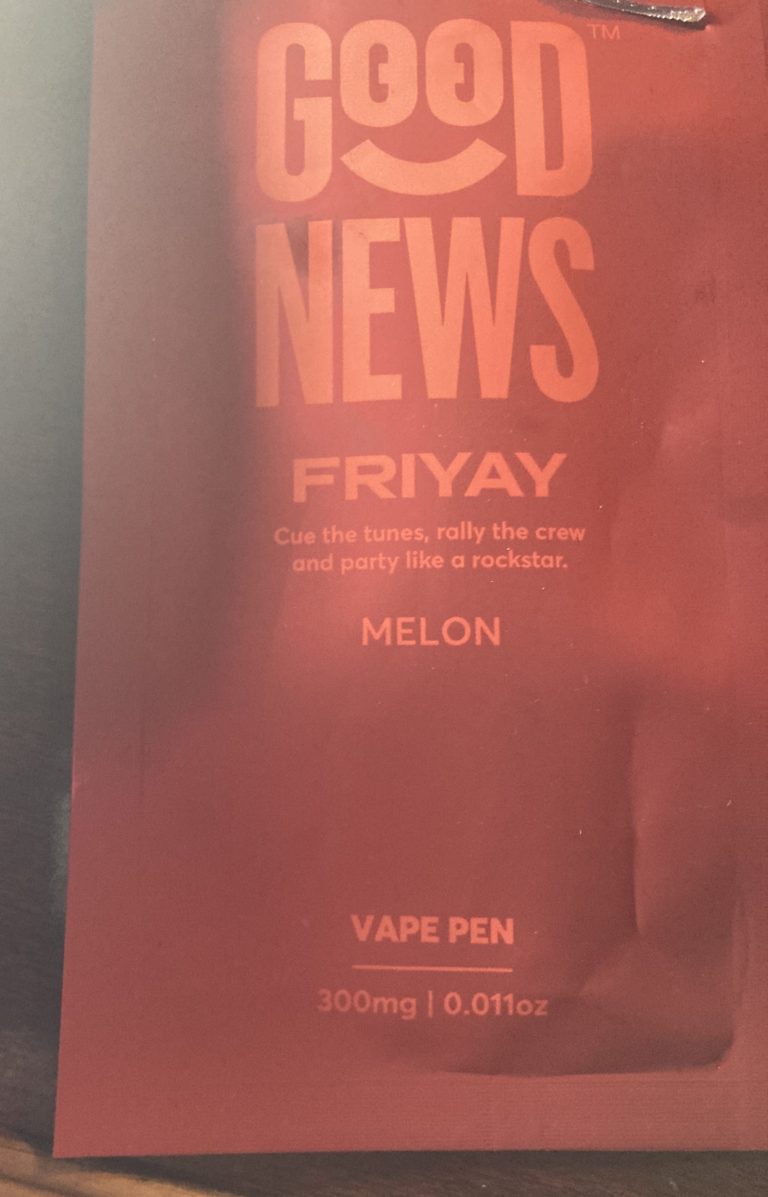 GOOD™
NEWS
FRIYAY
Cue the tunes, rally the crew
and party like a rockstar.
MELON
VAPE PEN
300mg | 0.011oz